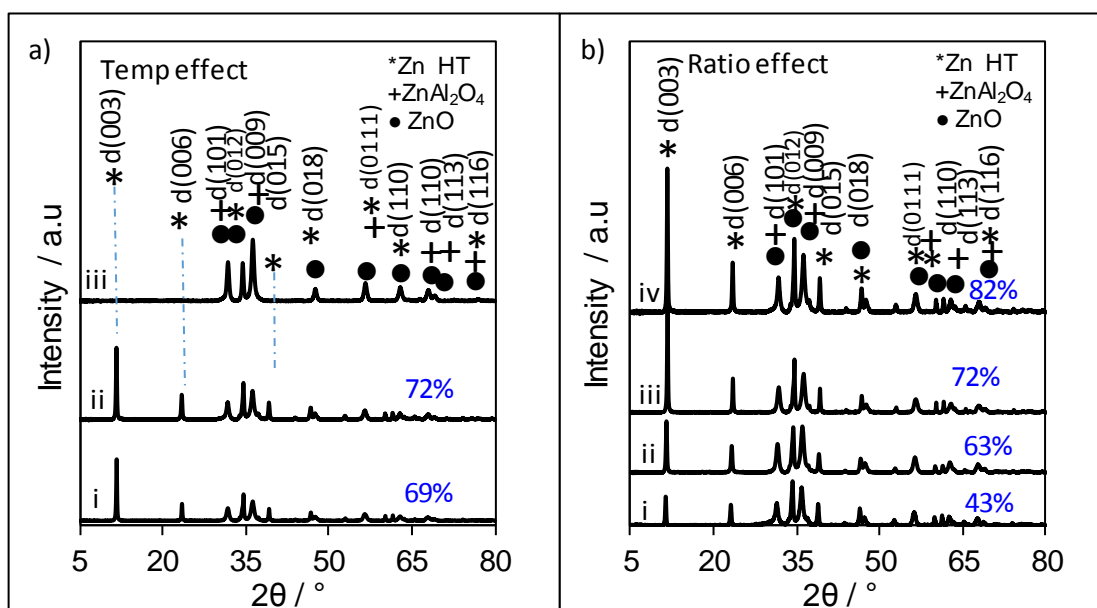 a)
Temp effect
*Zn HT
+ZnAl₂O₄
● ZnO
* d(003)
* d(006)
+d(101)
* d(012)
+d(009)
d(015)
* d(018)
+* d(0111)
* d(110)
+d(110)
+d(113)
+* d(116)
iii
ii
72%
i
69%
Intensity / a.u
5 35 50 65 80
2θ / °
b)
Ratio effect
*Zn HT
+ZnAl₂O₄
● ZnO
* d(003)
* d(006)
+d(101)
* d(012)
+d(009)
* d(015)
* d(018)
* d(0111)
+* d(110)
+ d(113)
+* d(116)
iv
82%
iii
72%
ii
63%
i
43%
Intensity / a.u
5 35 50 65 80
2θ / °